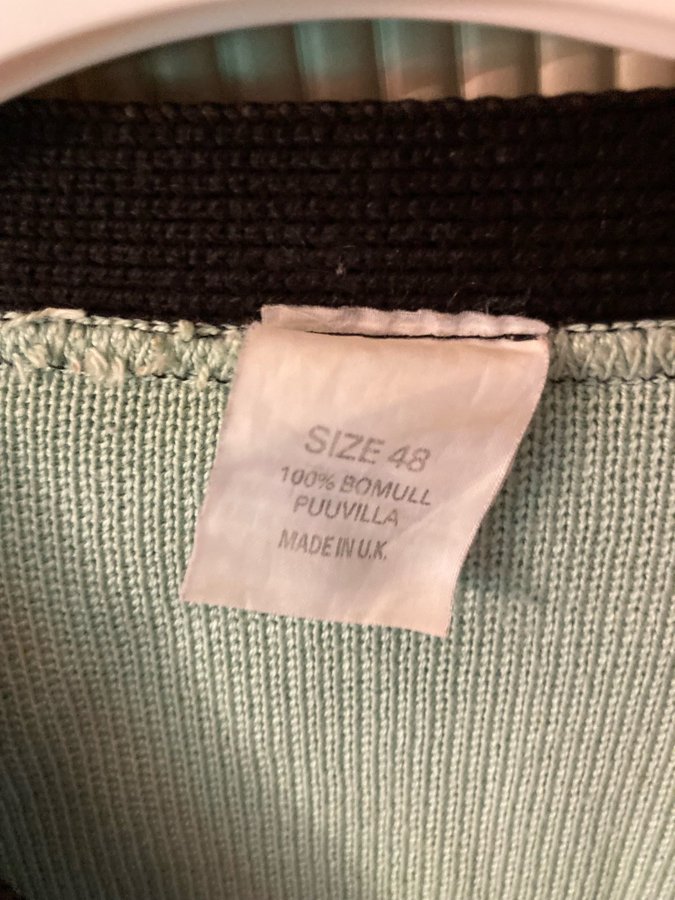 SIZE 48
100% BOMULL
PUUVILLA
MADE IN U.K.